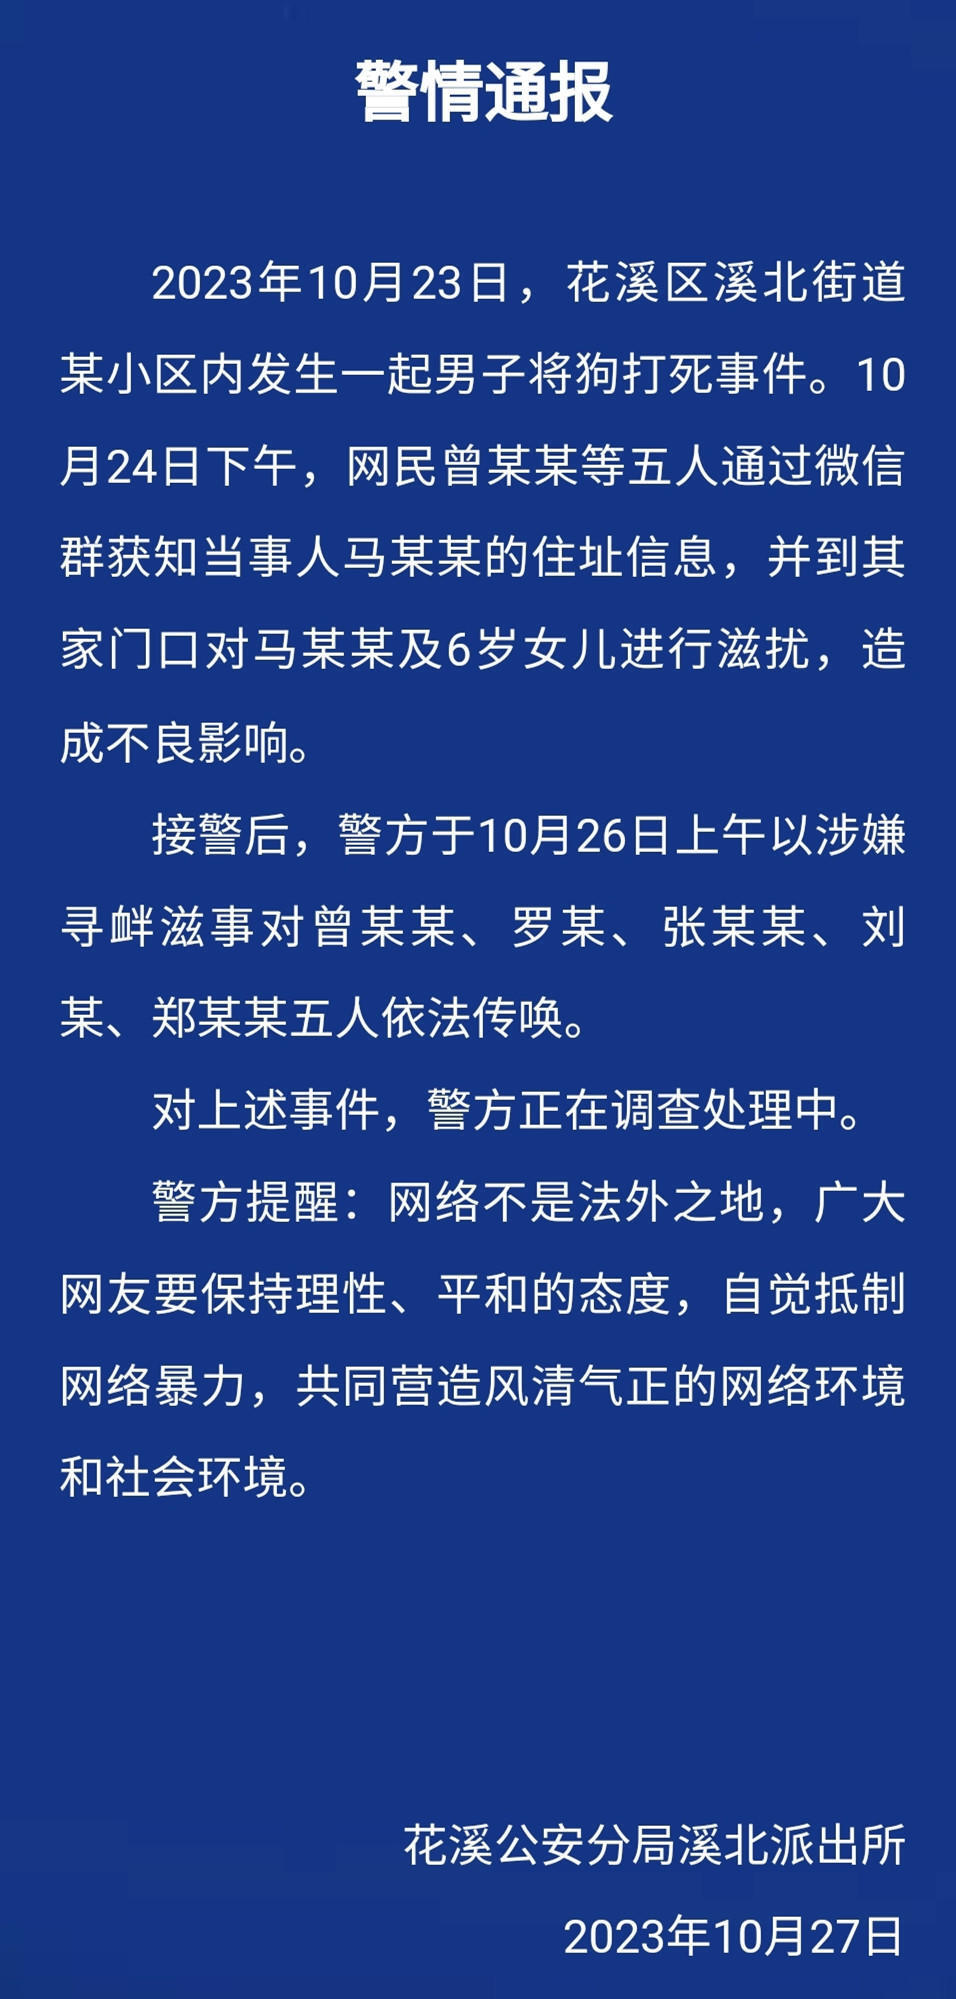 警情通报
2023年10月23日，花溪区溪北街道
某小区内发生一起男子将狗打死事件。10
月24日下午，网民曾某某等五人通过微信
群获知当事人马某某的住址信息，并到其
家门口对马某某及6岁女儿进行滋扰，造
成不良影响。
接警后，警方于10月26日上午以涉嫌
寻衅滋事对曾某某、罗某、张某某、刘
某、郑某某五人依法传唤。
对上述事件，警方正在调查处理中。
警方提醒：网络不是法外之地，广大
网友要保持理性、平和的态度，自觉抵制
网络暴力，共同营造风清气正的网络环境
和社会环境。
花溪公安分局溪北派出所
2023年10月27日